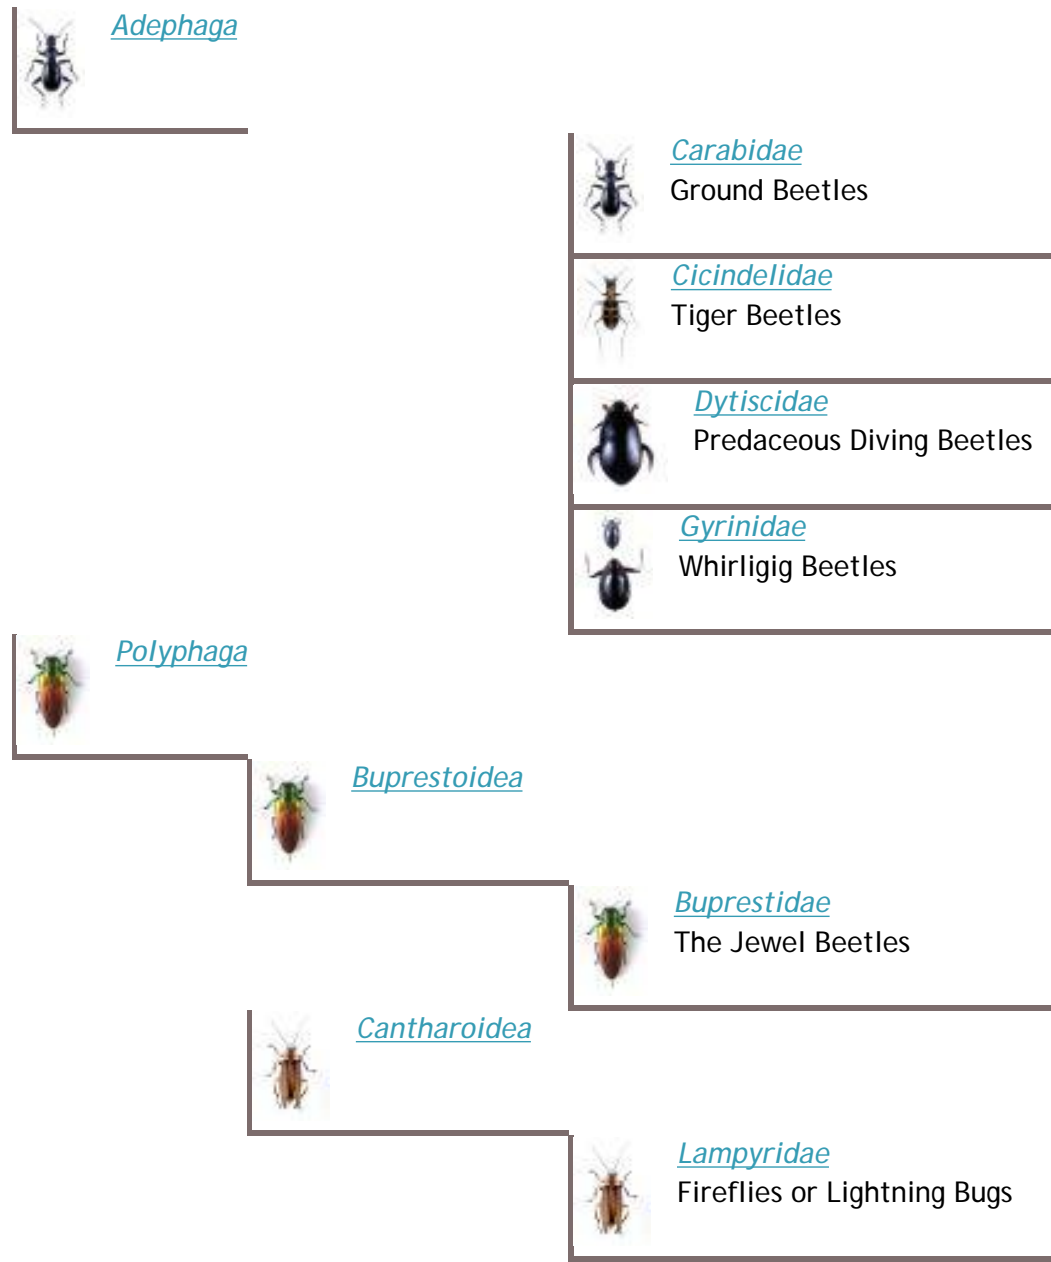 Adephaga
Carabidae
Ground Beetles
Cicindelidae
Tiger Beetles
Dytiscidae
Predaceous Diving Beetles
Gyrinidae
Whirligig Beetles
Polyphaga
Buprestoidea
Buprestidae
The Jewel Beetles
Cantharoidea
Lampyridae
Fireflies or Lightning Bugs